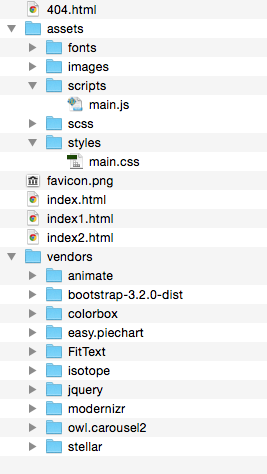 404.html
assets
fonts
images
scripts
main.js
scss
styles
main.css
favicon.png
index.html
index1.html
index2.html
vendors
animate
bootstrap-3.2.0-dist
colorbox
easy.piechart
FitText
isotope
jquery
modernizr
owl.carousel2
stellar